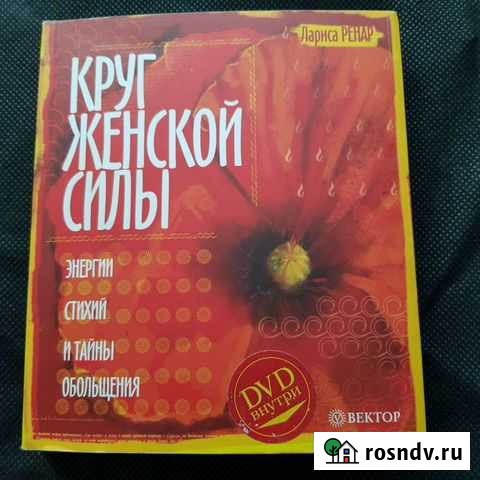 Лариса РЕНАР
КРУГ
ЖЕНСКОЙ
СИЛЫ
ЭНЕРГИИ
СТИХИЙ
И ТАЙНЫ
ОБОЛЬЩЕНИЯ
DVD
внутри
ВЕКТОР
rosndv.ru